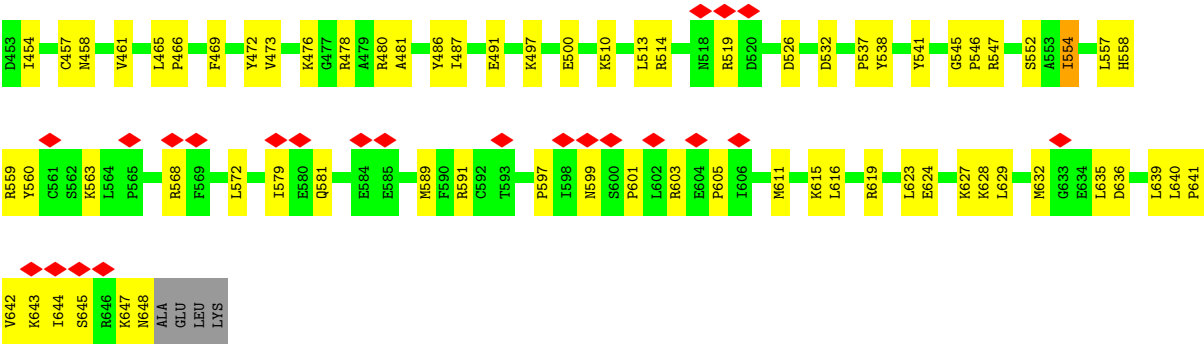 D453 I454 C457 N458 V461 L465 P466 F469 Y472 V473 K476 G477 R478 A479 R480 A481 Y486 I487 E491 K497 E500 K510 L513 R514 N518 R519 D520 D526 D532 P537 Y538 Y541 G545 P546 R547 S552 A553 I554 L557 H558
R559 Y560 C561 S562 K563 L564 P565 R568 F569 L572 I579 E580 Q581 E584 E585 M589 F590 R591 C592 T593 P597 I598 N599 S600 P601 L602 R603 E604 P605 I606 M611 K615 L616 R619 L623 E624 K627 K628 L629 M632 G633 E634 L635 D636 L639 L640 P641
V642 K643 I644 S645 R646 K647 N648 ALA GLU LEU LYS